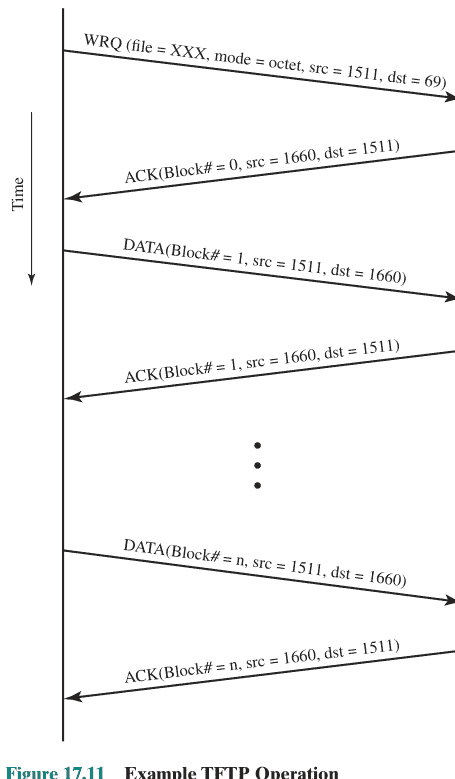 WRQ (file = XXX, mode = octet, src = 1511, dst = 69)
ACK(Block# = 0, src = 1660, dst = 1511)
Time
DATA(Block# = 1, src = 1511, dst = 1660)
ACK(Block# = 1, src = 1660, dst = 1511)
DATA(Block# = n, src = 1511, dst = 1660)
ACK(Block# = n, src = 1660, dst = 1511)
Figure 17.11 Example TFTP Operation